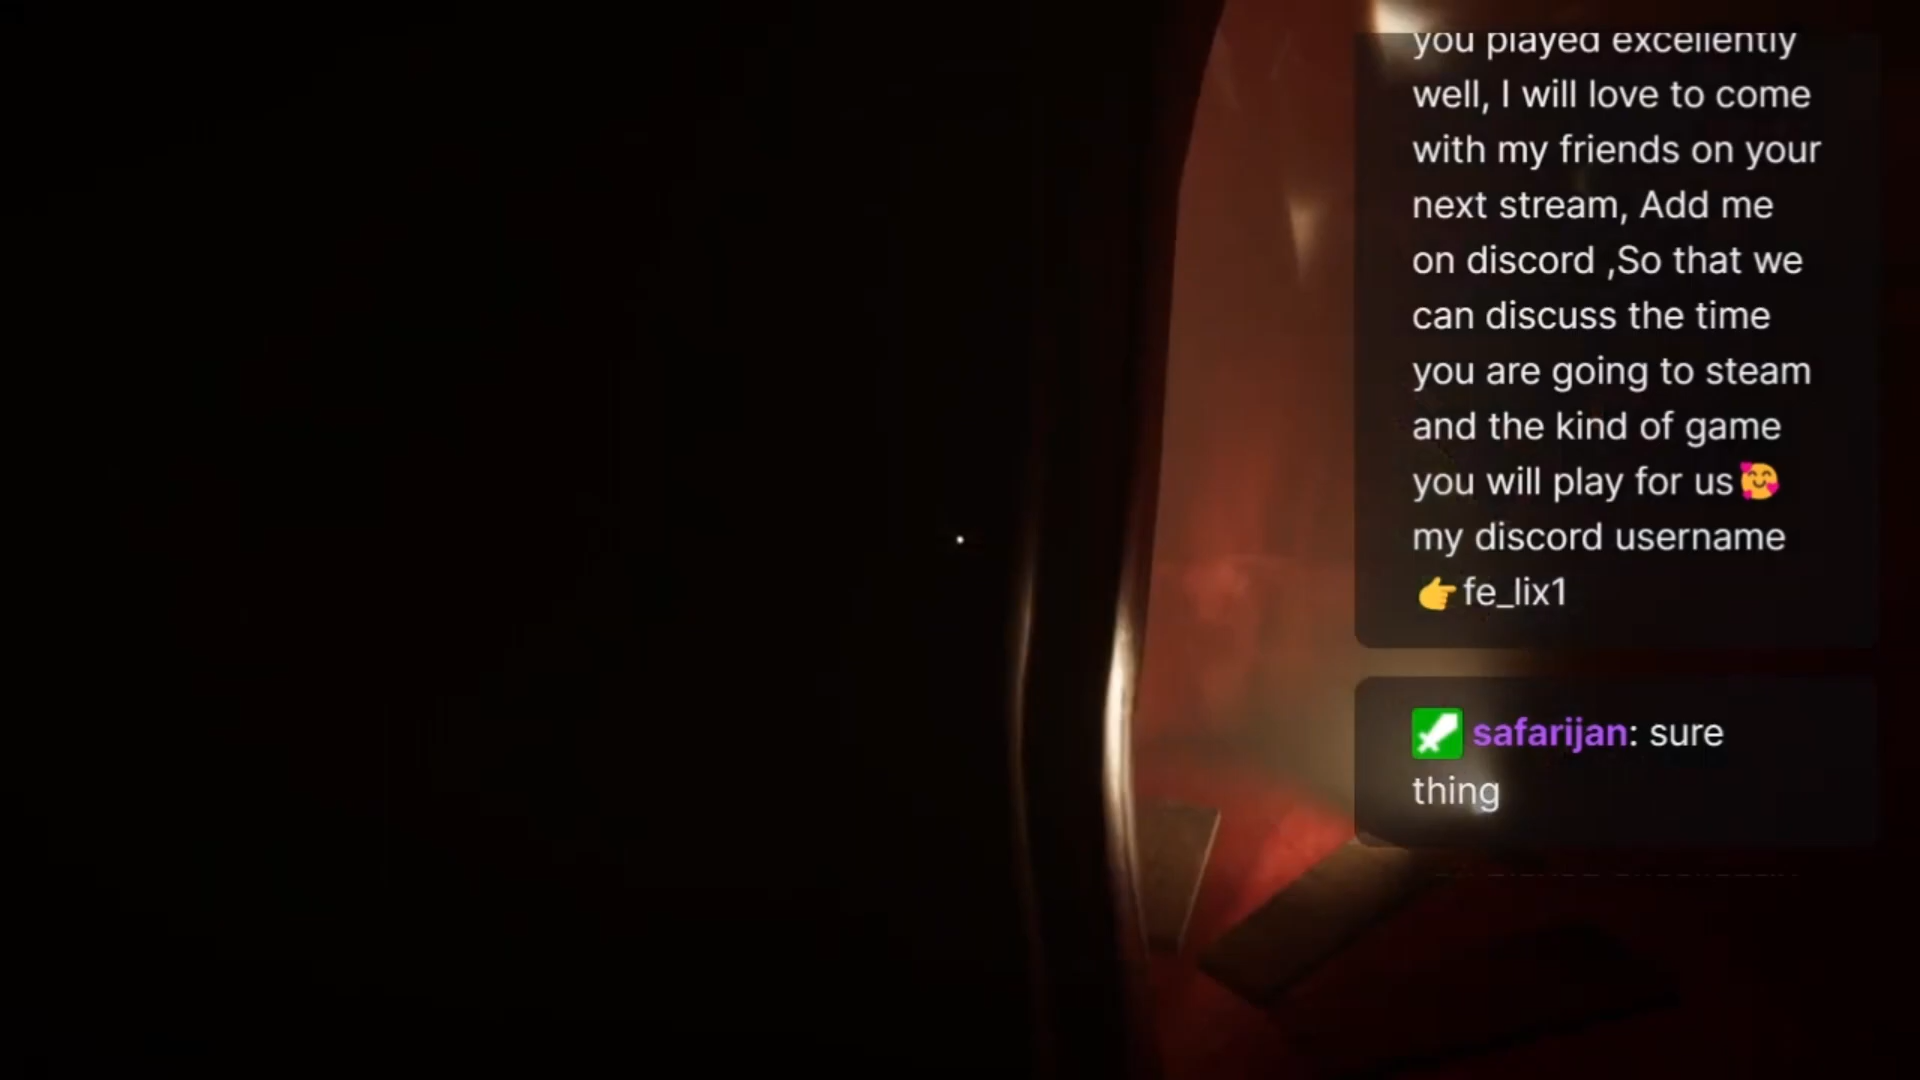 you played excellently
well, I will love to come
with my friends on your
next stream, Add me
on discord ,So that we
can discuss the time
you are going to steam
and the kind of game
you will play for us🥰
my discord username
👉fe_lix1
safarijan: sure
thing